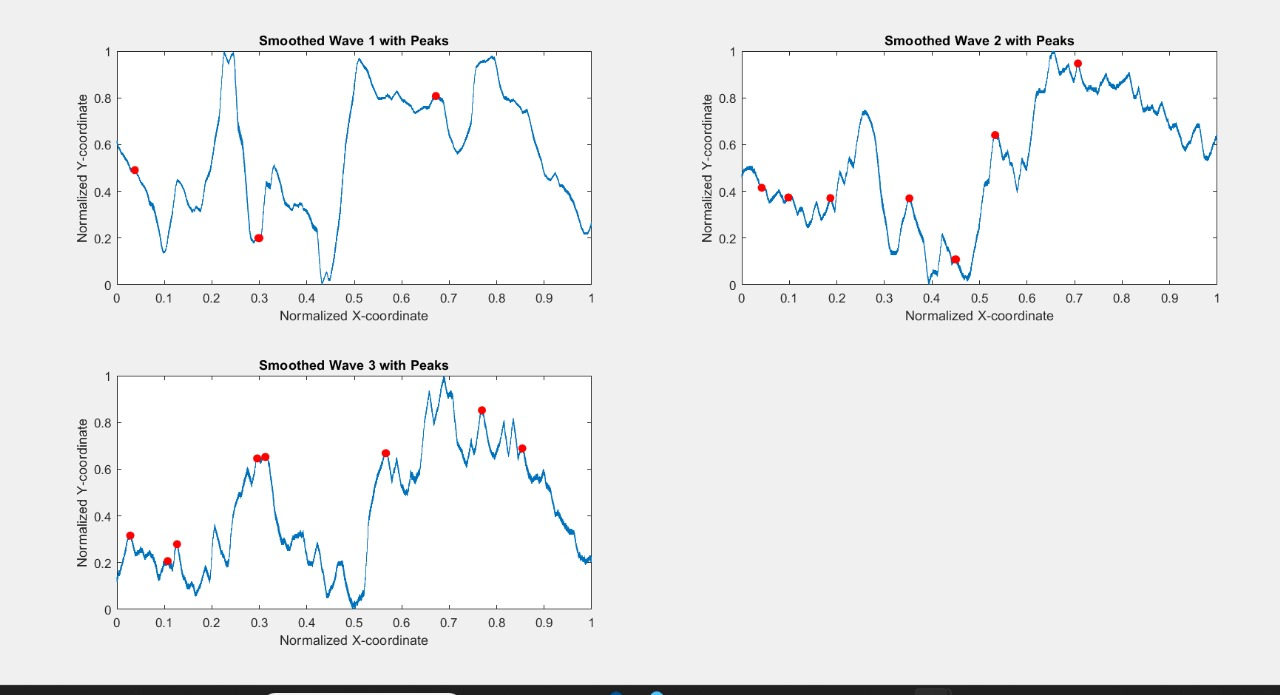 Smoothed Wave 1 with Peaks
1
0.8
0.6
0.4
0.2
0
Normalized Y-coordinate
0 0.1 0.2 0.3 0.4 0.5 0.6 0.7 0.8 0.9 1
Normalized X-coordinate
Smoothed Wave 2 with Peaks
1
0.8
0.6
0.4
0.2
0
Normalized Y-coordinate
0 0.1 0.2 0.3 0.4 0.5 0.6 0.7 0.8 0.9 1
Normalized X-coordinate
Smoothed Wave 3 with Peaks
1
0.8
0.6
0.4
0.2
0
Normalized Y-coordinate
0 0.1 0.2 0.3 0.4 0.5 0.6 0.7 0.8 0.9 1
Normalized X-coordinate